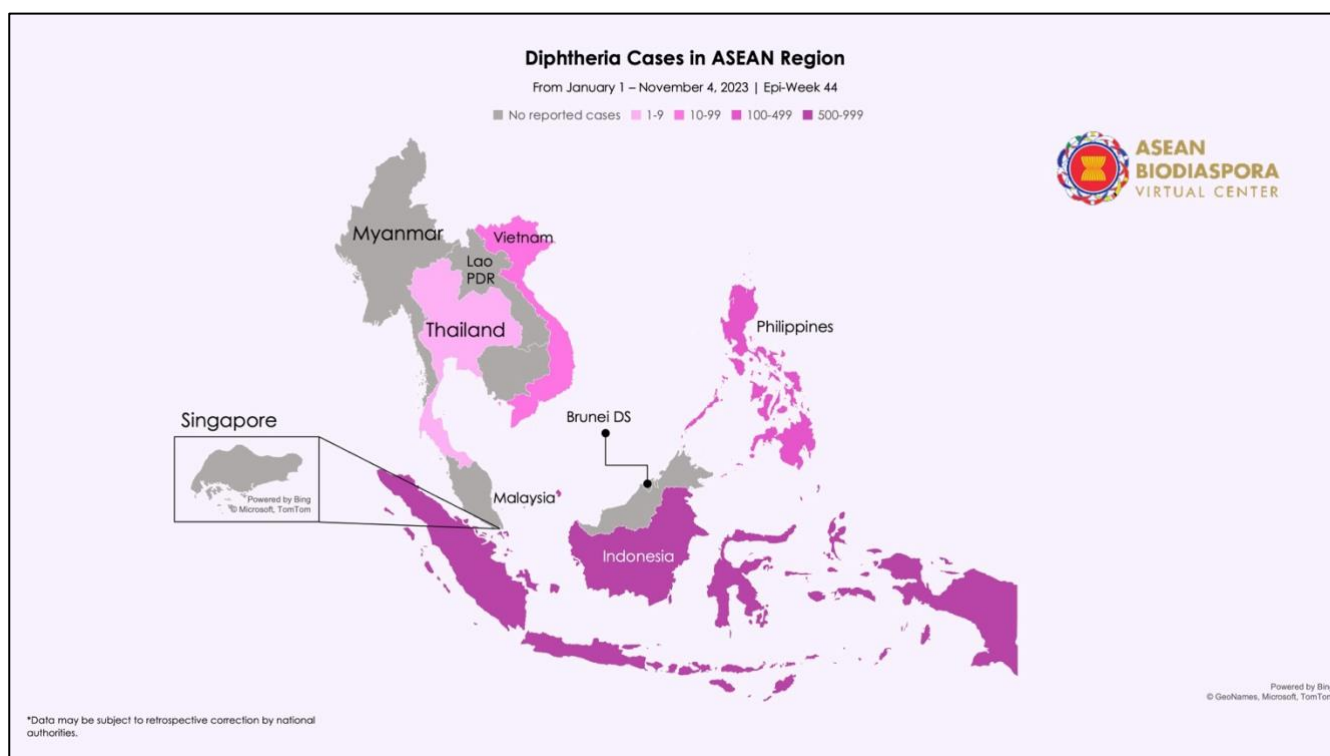 Diphtheria Cases in ASEAN Region
From January 1 – November 4, 2023 | Epi-Week 44
No reported cases 1-9 10-99 100-499 500-999
ASEAN
BIODIASPORA
VIRTUAL CENTER
Myanmar
Vietnam
Lao
PDR
Thailand
Philippines
Singapore
Brunei DS
Powered by Bing
© Microsoft, TomTom
Malaysia
Indonesia
Powered by Bing
© GeoNames, Microsoft, TomTom
*Data may be subject to retrospective correction by national
authorities.